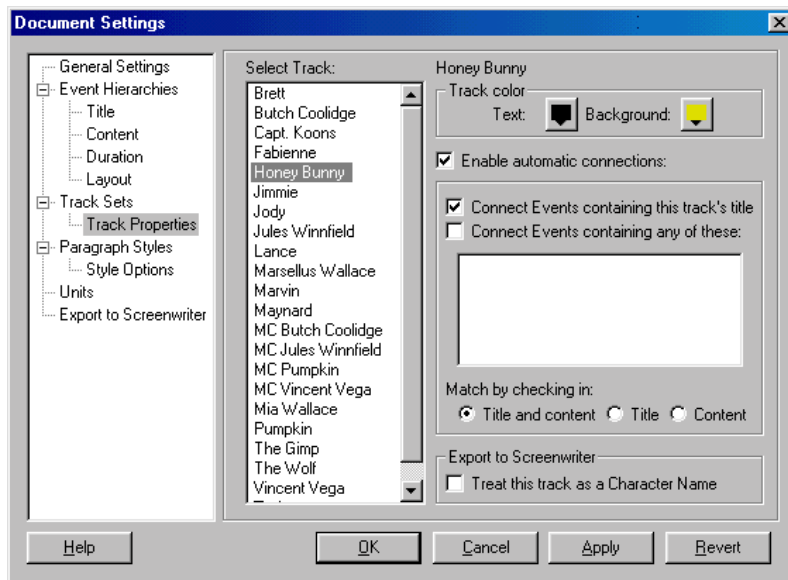 Document Settings
General Settings
Event Hierarchies
Title
Content
Duration
Layout
Track Sets
Track Properties
Paragraph Styles
Style Options
Units
Export to Screenwriter
Select Track:
Brett
Butch Coolidge
Capt. Koons
Fabienne
Honey Bunny
Jimmie
Jody
Jules Winnfield
Lance
Marsellus Wallace
Marvin
Maynard
MC Butch Coolidge
MC Jules Winnfield
MC Pumpkin
MC Vincent Vega
Mia Wallace
Pumpkin
The Gimp
The Wolf
Vincent Vega
Honey Bunny
Track color
Text: Background:
Enable automatic connections:
Connect Events containing this track's title
Connect Events containing any of these:
Match by checking in:
Title and content Title Content
Export to Screenwriter
Treat this track as a Character Name
Help OK Cancel Apply Revert